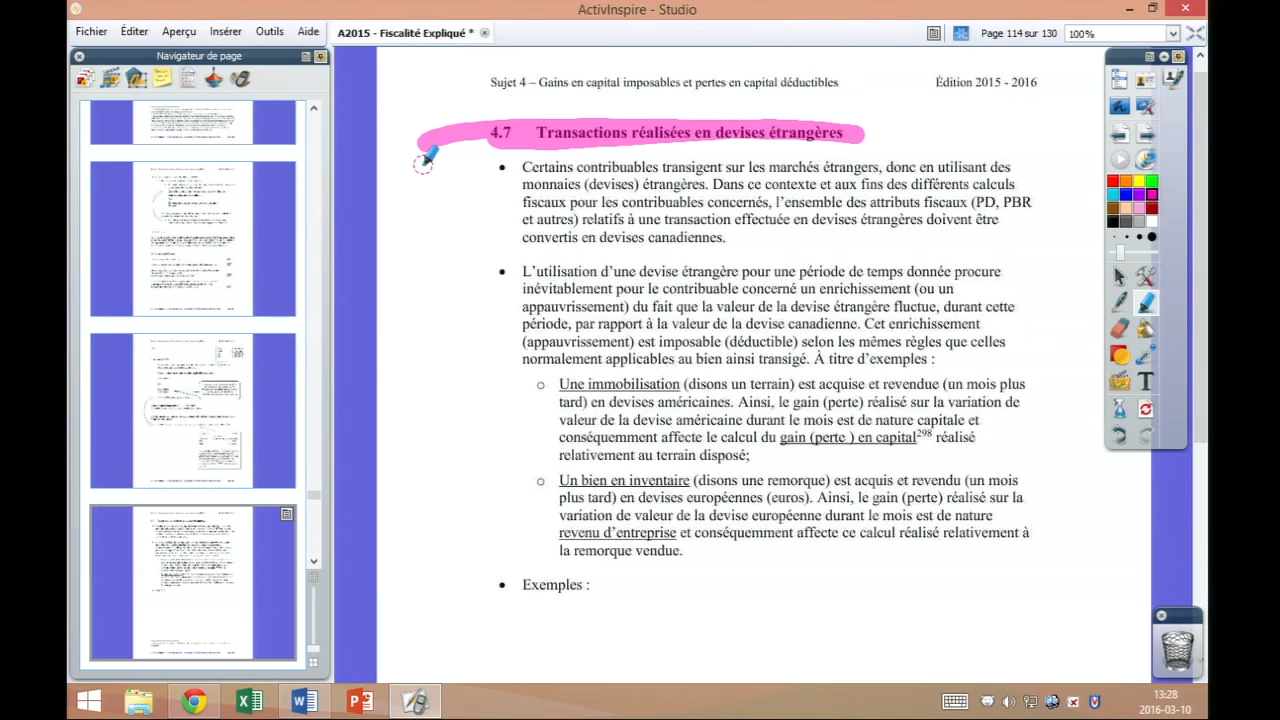 ActivInspire - Studio
Fichier Éditer Aperçu Insérer Outils Aide
A2015 - Fiscalité Expliqué *
Page 114 sur 130
100%
Navigateur de page
Sujet 4 – Gains en capital imposables et pertes en capital déductibles Édition 2015 - 2016
4.7 Transactions réalisées en devises étrangères
• Certains contribuables transigent sur les marchés étrangers, donc en utilisant des
monnaies (devises) étrangères. Dans ce contexte et aux fins des différents calculs
fiscaux pour les contribuables concernés, l'ensemble des attributs fiscaux (PD, PBR
et autres) relatifs à une transaction effectuée en devises étrangères doivent être
convertis en devises canadiennes.
• L'utilisation d'une devise étrangère pour une période de temps donnée procure
inévitablement pour le contribuable concerné un enrichissement (ou un
appauvrissement) du fait que la valeur de la devise étrangère fluctue, durant cette
période, par rapport à la valeur de la devise canadienne. Cet enrichissement
(appauvrissement) est imposable (déductible) selon les mêmes règles que celles
normalement applicables au bien ainsi transigé. À titre d'exemples :
o Une immobilisation (disons un terrain) est acquise et revendue (un mois plus
tard) en devises américaines. Ainsi, le gain (perte) réalisé sur la variation de
valeur de la devise américaine durant le mois est de nature capitale et
conséquemment affecte le calcul du gain (perte ) en capital298 réalisé
relativement au terrain disposé;
o Un bien en inventaire (disons une remorque) est acquis et revendu (un mois
plus tard) en devises européennes (euros). Ainsi, le gain (perte) réalisé sur la
variation de valeur de la devise européenne durant le mois est de nature
revenu d'entreprise et conséquemment affecte ce calcul réalisé relativement à
la remorque vendue.
• Exemples :
13:28
2016-03-10